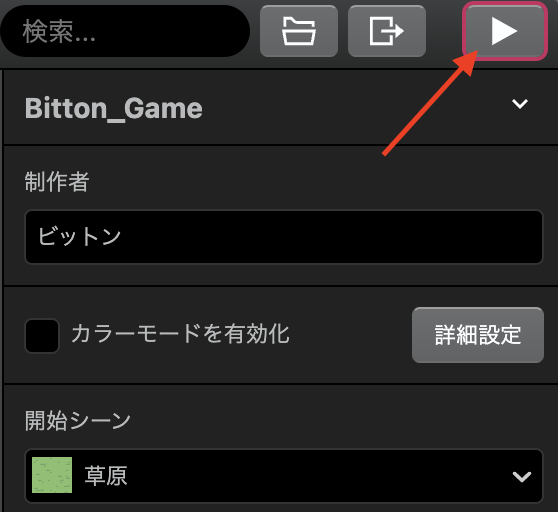 検索...
Bitton_Game
制作者
ビットン
カラーモードを有効化
詳細設定
開始シーン
草原